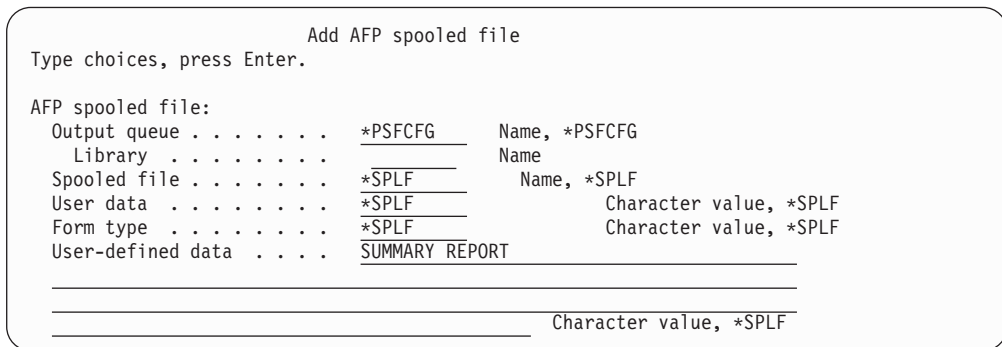 Add AFP spooled file
Type choices, press Enter.
AFP spooled file:
Output queue . . . . . . . *PSFCFG Name, *PSFCFG
Library . . . . . . . . Name
Spooled file . . . . . . . *SPLF Name, *SPLF
User data . . . . . . . . *SPLF Character value, *SPLF
Form type . . . . . . . . *SPLF Character value, *SPLF
User-defined data . . . . SUMMARY REPORT
Character value, *SPLF